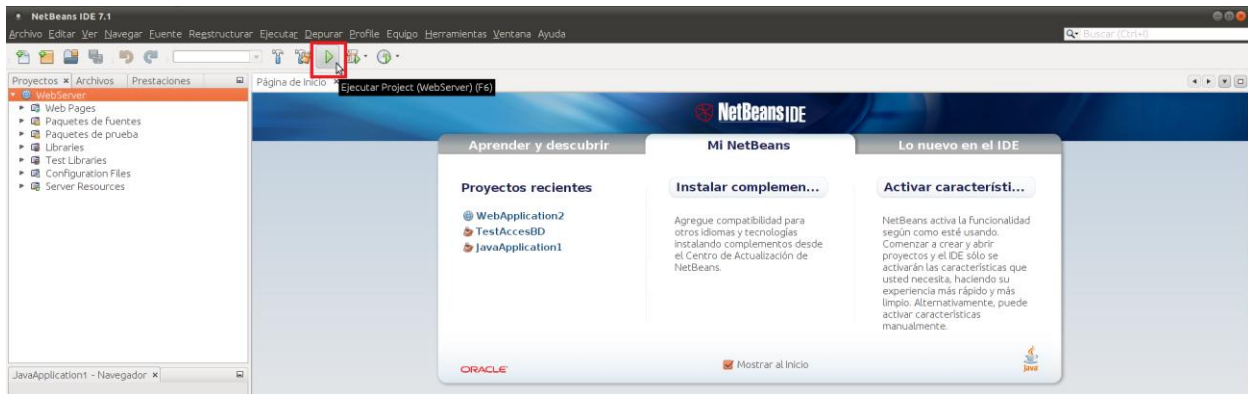 NetBeans IDE 7.1
Archivo Editar Ver Navegar Fuente Reestructurar Ejecutar Depurar Profile Equipo Herramientas Ventana Ayuda
Buscar (Ctrl+I)
Proyectos Archivos Prestaciones
Página de Inicio
Ejecutar Project (WebServer) (F6)
WebServer
Web Pages
Paquetes de fuentes
Paquetes de prueba
Libraries
Test Libraries
Configuration Files
Server Resources
NetBeans IDE
Aprender y descubrir
Mi NetBeans
Lo nuevo en el IDE
Proyectos recientes
WebApplication2
TestAccesBD
JavaApplication1
Instalar complemen...
Agregue compatibilidad para
otros idiomas y tecnologías
instalando complementos desde
el Centro de Actualización de
NetBeans.
Activar característi...
NetBeans activa la funcionalidad
según como esté usando.
Comenzar a crear y abrir
proyectos y el IDE sólo se
activarán las características que
usted necesita, haciendo su
experiencia más rápido y más
limpio. Alternativamente, puede
activar características
manualmente.
ORACLE
Mostrar al Inicio
Java
JavaApplication1 - Navegador